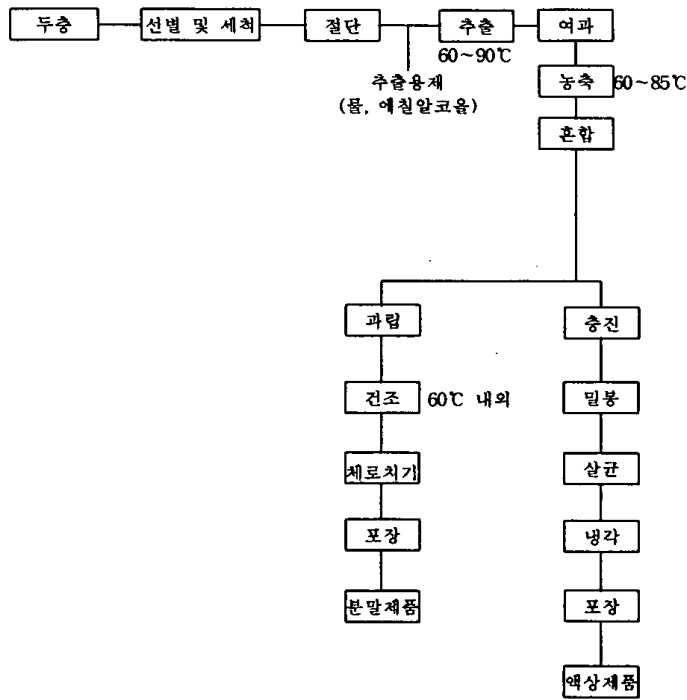 두충
선별 및 세척
절단
추출
여과
60~90℃
추출용재
(물, 에칠알코올)
농축
60~85℃
혼합
과립
충진
건조
60℃ 내외
밀봉
체로치기
살균
포장
냉각
분말제품
포장
액상제품